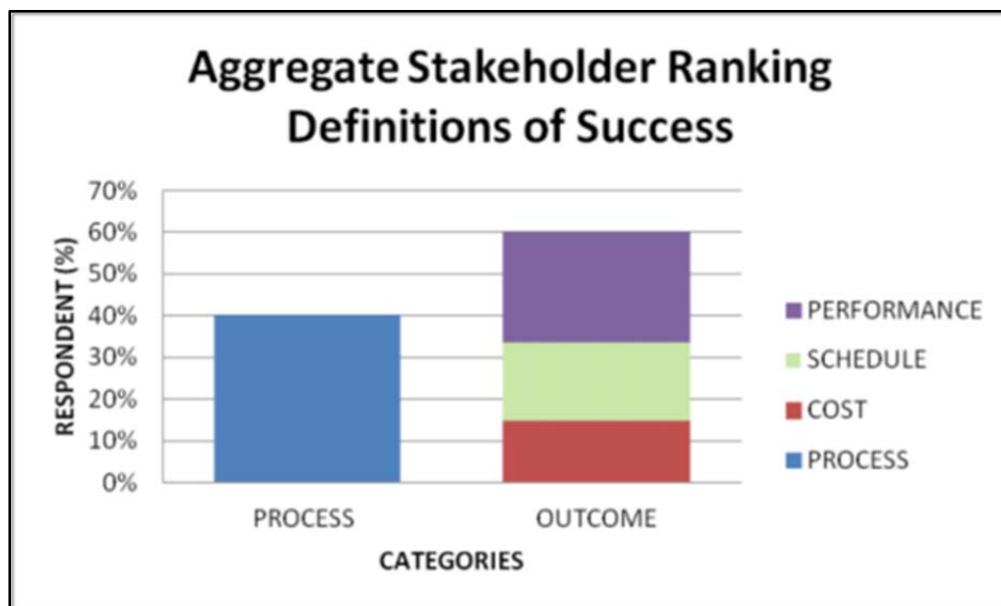 Aggregate Stakeholder Ranking
Definitions of Success
70%
60%
50%
40%
30%
20%
10%
0%
RESPONDENT (%)
PROCESS
OUTCOME
CATEGORIES
PERFORMANCE
SCHEDULE
COST
PROCESS